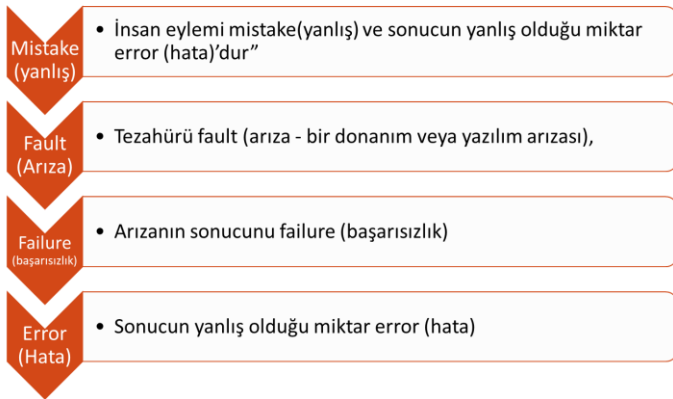 Mistake
(yanlış)
• İnsan eylemi mistake(yanlış) ve sonucun yanlış olduğu miktar
error (hata)’dur”
Fault
(Arıza)
• Tezahürü fault (arıza - bir donanım veya yazılım arızası),
Failure
(başarısızlık)
• Arızanın sonucunu failure (başarısızlık)
Error
(Hata)
• Sonucun yanlış olduğu miktar error (hata)